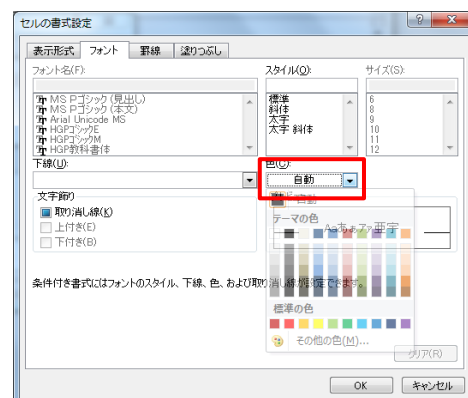 セルの書式設定
表示形式 フォント 罫線 塗りつぶし
フォント名(F): スタイル(O): サイズ(S):
MS Pゴシック (見出し)
MS Pゴシック (本文)
Arial Unicode MS
HGPゴシックE
HGPゴシックM
HGP教科書体
標準
斜体
太字
太字 斜体
6
8
9
10
11
12
下線(U): 色(C):
自動
自動
文字飾り
取り消し線(K)
上付き(E)
下付き(B)
テーマの色
Aaあぁアァ亜宇
条件付き書式にはフォントのスタイル、下線、色、および取り消し線が設定できます。
標準の色
その他の色(M)...
クリア(R)
OK キャンセル